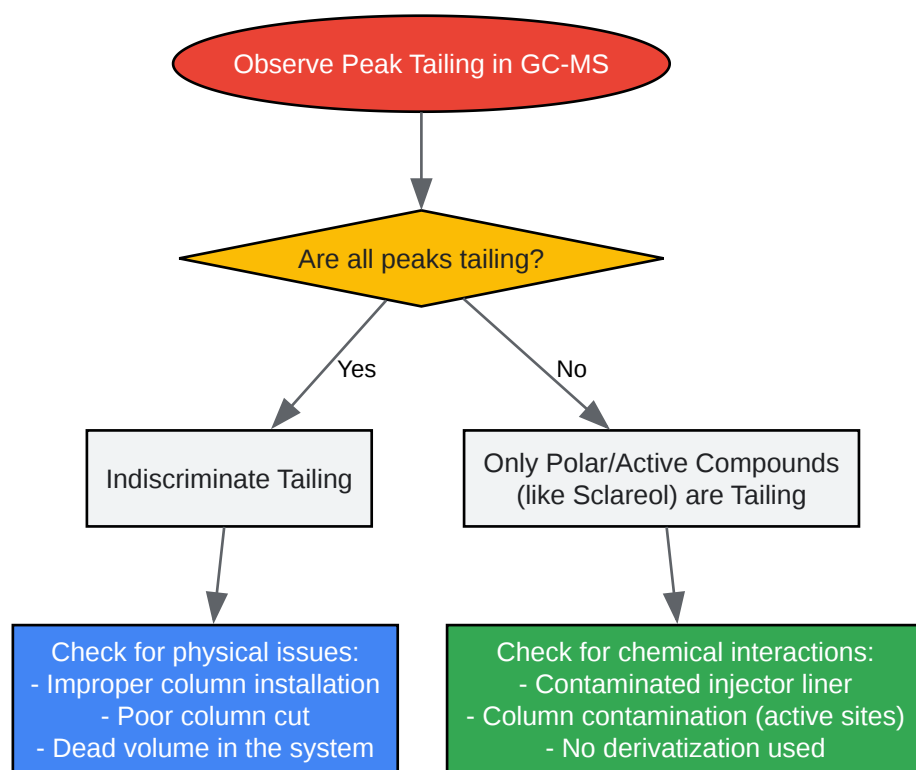 Observe Peak Tailing in GC-MS
Are all peaks tailing?
Yes
No
Indiscriminate Tailing
Only Polar/Active Compounds
(like Sclareol) are Tailing
Check for physical issues:
- Improper column installation
- Poor column cut
- Dead volume in the system
Check for chemical interactions:
- Contaminated injector liner
- Column contamination (active sites)
- No derivatization used